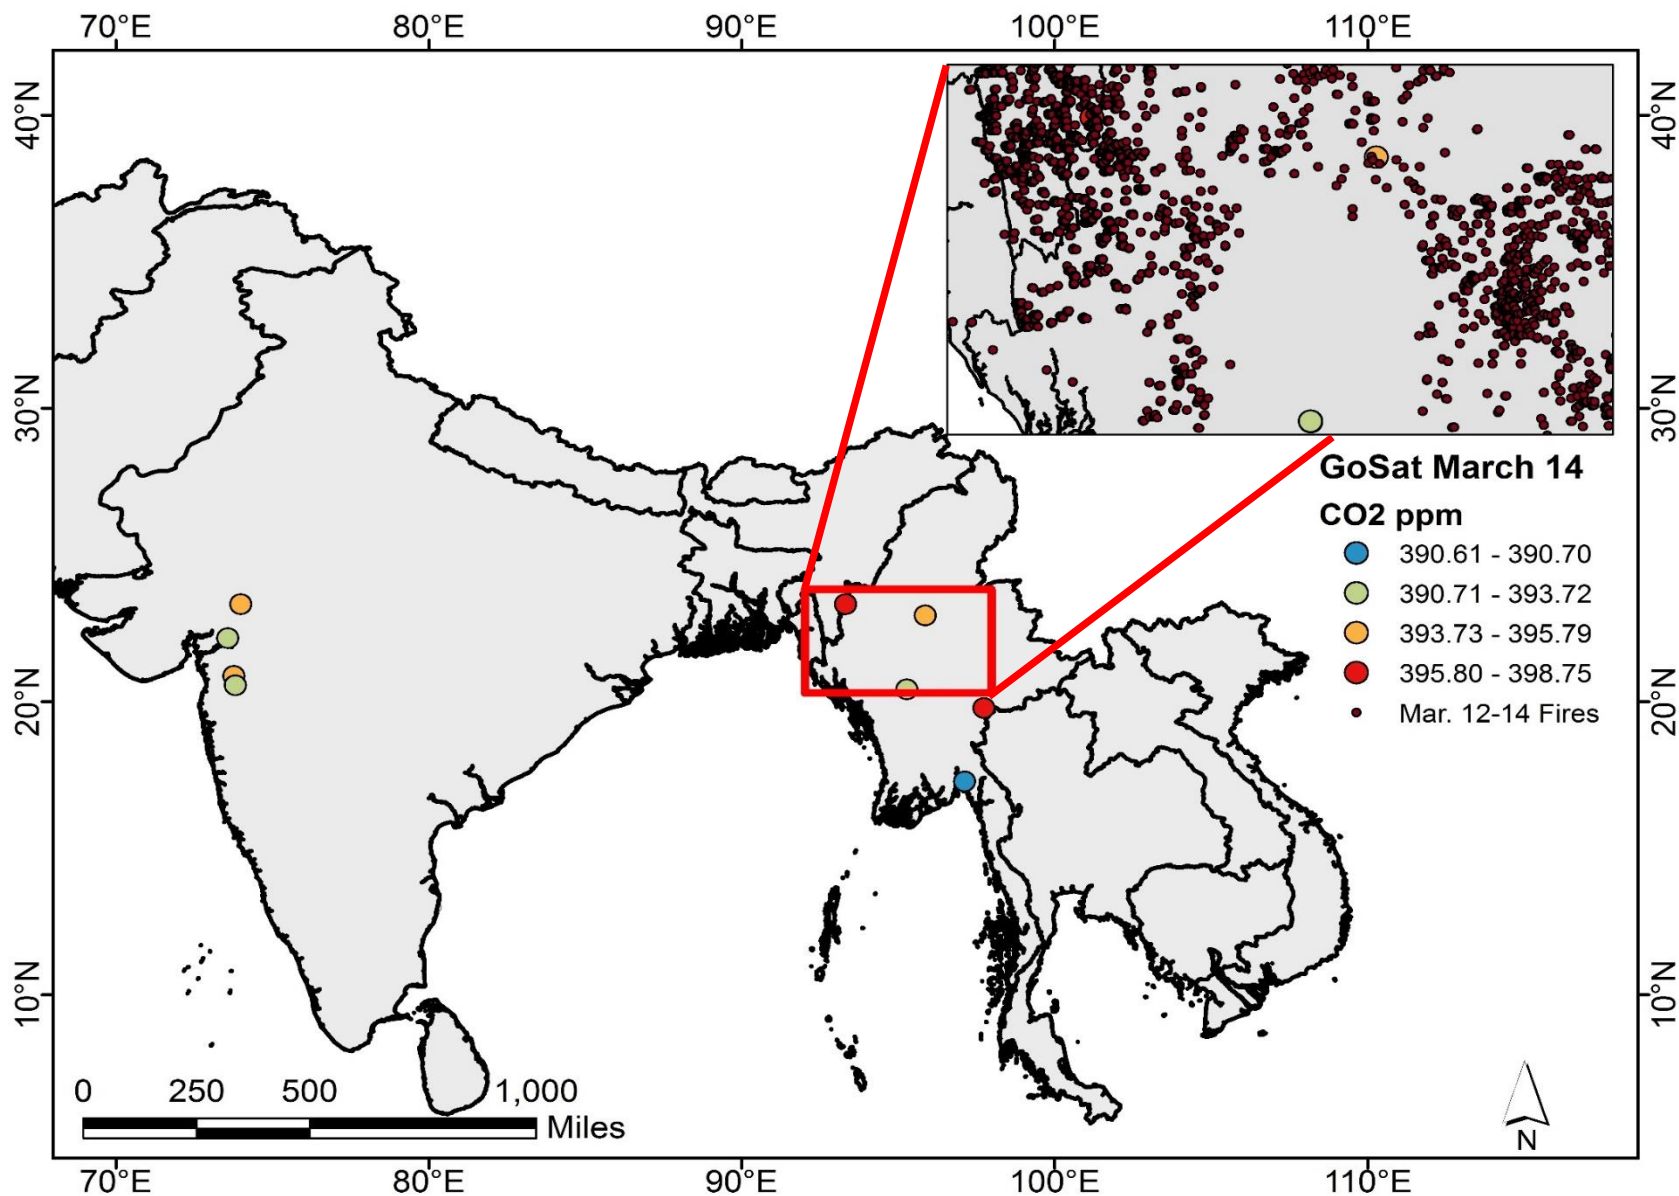 70°E 80°E 90°E 100°E 110°E
40°N 40°N
30°N 30°N
GoSat March 14
CO2 ppm
390.61 - 390.70
390.71 - 393.72
393.73 - 395.79
395.80 - 398.75
Mar. 12-14 Fires
20°N 20°N
10°N 10°N
0 250 500 1,000
Miles
N
70°E 80°E 90°E 100°E 110°E